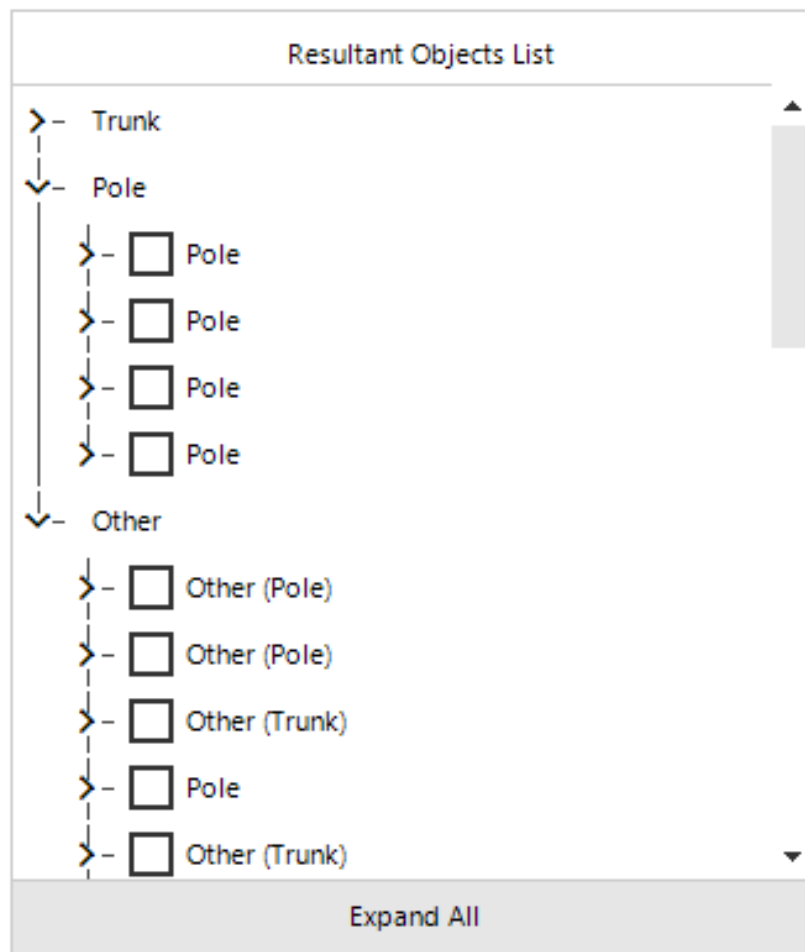 Resultant Objects List
Trunk
Pole
Pole
Pole
Pole
Pole
Other
Other (Pole)
Other (Pole)
Other (Trunk)
Pole
Other (Trunk)
Expand All